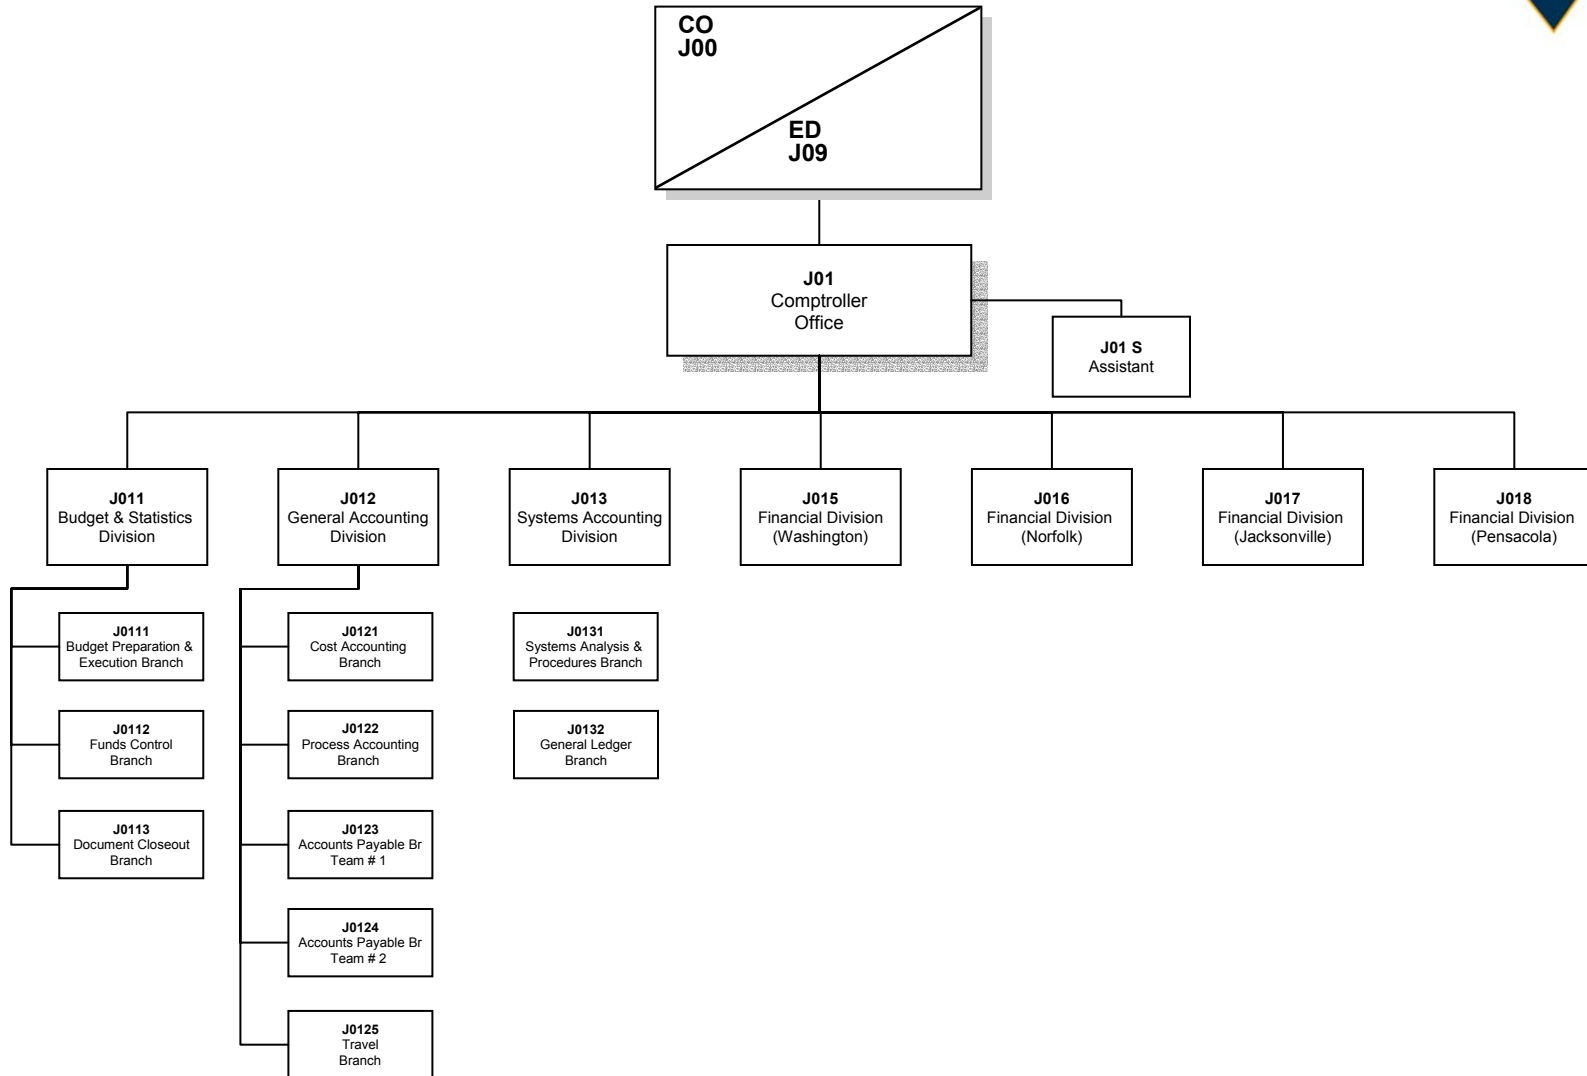 CO
J00
ED
J09
J01
Comptroller
Office
J01 S
Assistant
J011
Budget & Statistics
Division
J012
General Accounting
Division
J013
Systems Accounting
Division
J015
Financial Division
(Washington)
J016
Financial Division
(Norfolk)
J017
Financial Division
(Jacksonville)
J018
Financial Division
(Pensacola)
J0111
Budget Preparation &
Execution Branch
J0112
Funds Control
Branch
J0113
Document Closeout
Branch
J0121
Cost Accounting
Branch
J0122
Process Accounting
Branch
J0123
Accounts Payable Br
Team # 1
J0124
Accounts Payable Br
Team # 2
J0125
Travel
Branch
J0131
Systems Analysis &
Procedures Branch
J0132
General Ledger
Branch